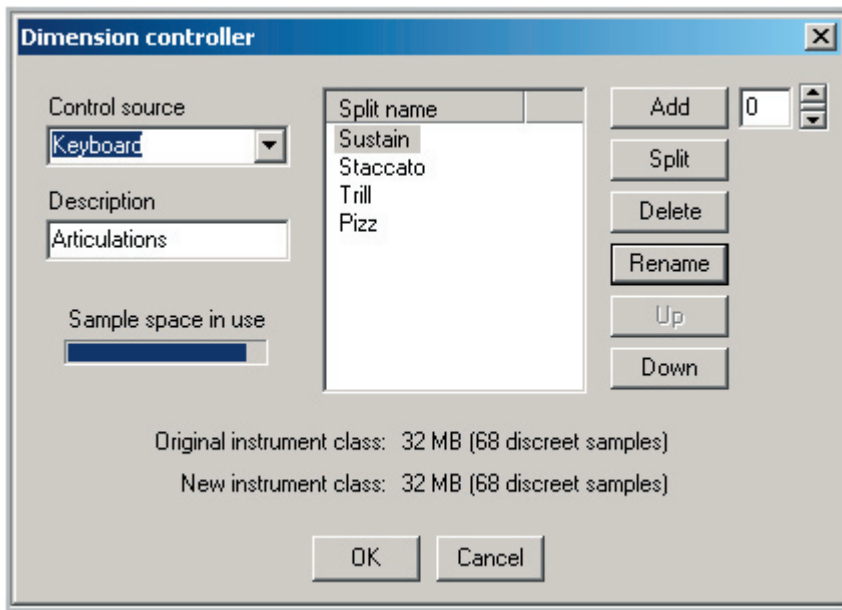 Dimension controller
Control source
Keyboard
Description
Articulations
Sample space in use
Split name
Sustain
Staccato
Trill
Pizz
Add
0
Split
Delete
Rename
Up
Down
Original instrument class: 32 MB (68 discreet samples)
New instrument class: 32 MB (68 discreet samples)
OK
Cancel